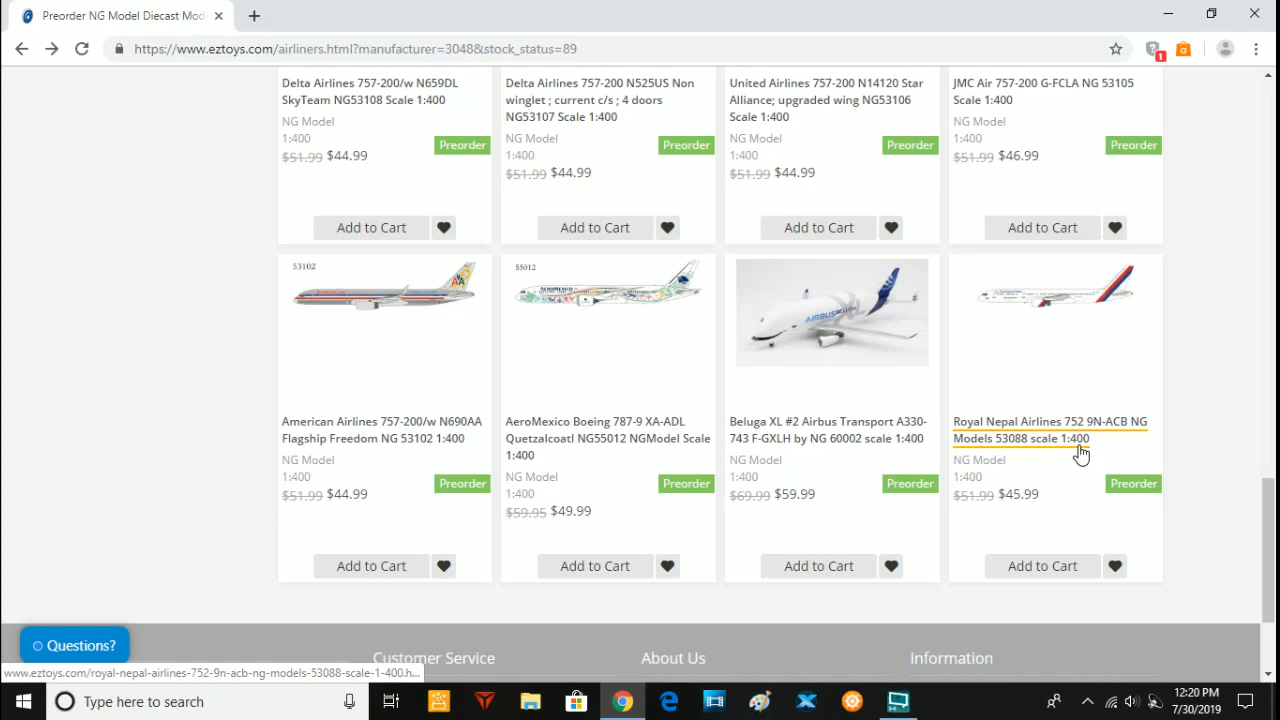 Preorder NG Model Diecast Mod
https://www.eztoys.com/airliners.html?manufacturer=3048&stock_status=89
1
Delta Airlines 757-200/w N659DL
SkyTeam NG53108 Scale 1:400
NG Model
1:400
Preorder
$51.99 $44.99
Add to Cart
Delta Airlines 757-200 N525US Non
winglet ; current c/s ; 4 doors
NG53107 Scale 1:400
NG Model
1:400
Preorder
$51.99 $44.99
Add to Cart
United Airlines 757-200 N14120 Star
Alliance; upgraded wing NG53106
Scale 1:400
NG Model
1:400
Preorder
$51.99 $44.99
Add to Cart
JMC Air 757-200 G-FCLA NG 53105
Scale 1:400
NG Model
1:400
Preorder
$51.99 $46.99
Add to Cart
53102
American Airlines 757-200/w N690AA
Flagship Freedom NG 53102 1:400
NG Model
1:400
Preorder
$51.99 $44.99
Add to Cart
55012
AEROMEXICO
AeroMexico Boeing 787-9 XA-ADL
Quetzalcoatl NG55012 NGModel Scale
1:400
NG Model
1:400
Preorder
$59.95 $49.99
Add to Cart
AIRBUS
Beluga XL #2 Airbus Transport A330-
743 F-GXLH by NG 60002 scale 1:400
NG Model
1:400
Preorder
$69.99 $59.99
Add to Cart
Royal Nepal Airlines 752 9N-ACB NG
Models 53088 scale 1:400
NG Model
1:400
Preorder
$51.99 $45.99
Add to Cart
Questions?
Customer Service
About Us
Information
www.eztoys.com/royal-nepal-airlines-752-9n-acb-ng-models-53088-scale-1-400.h...
Type here to search
12:20 PM
7/30/2019